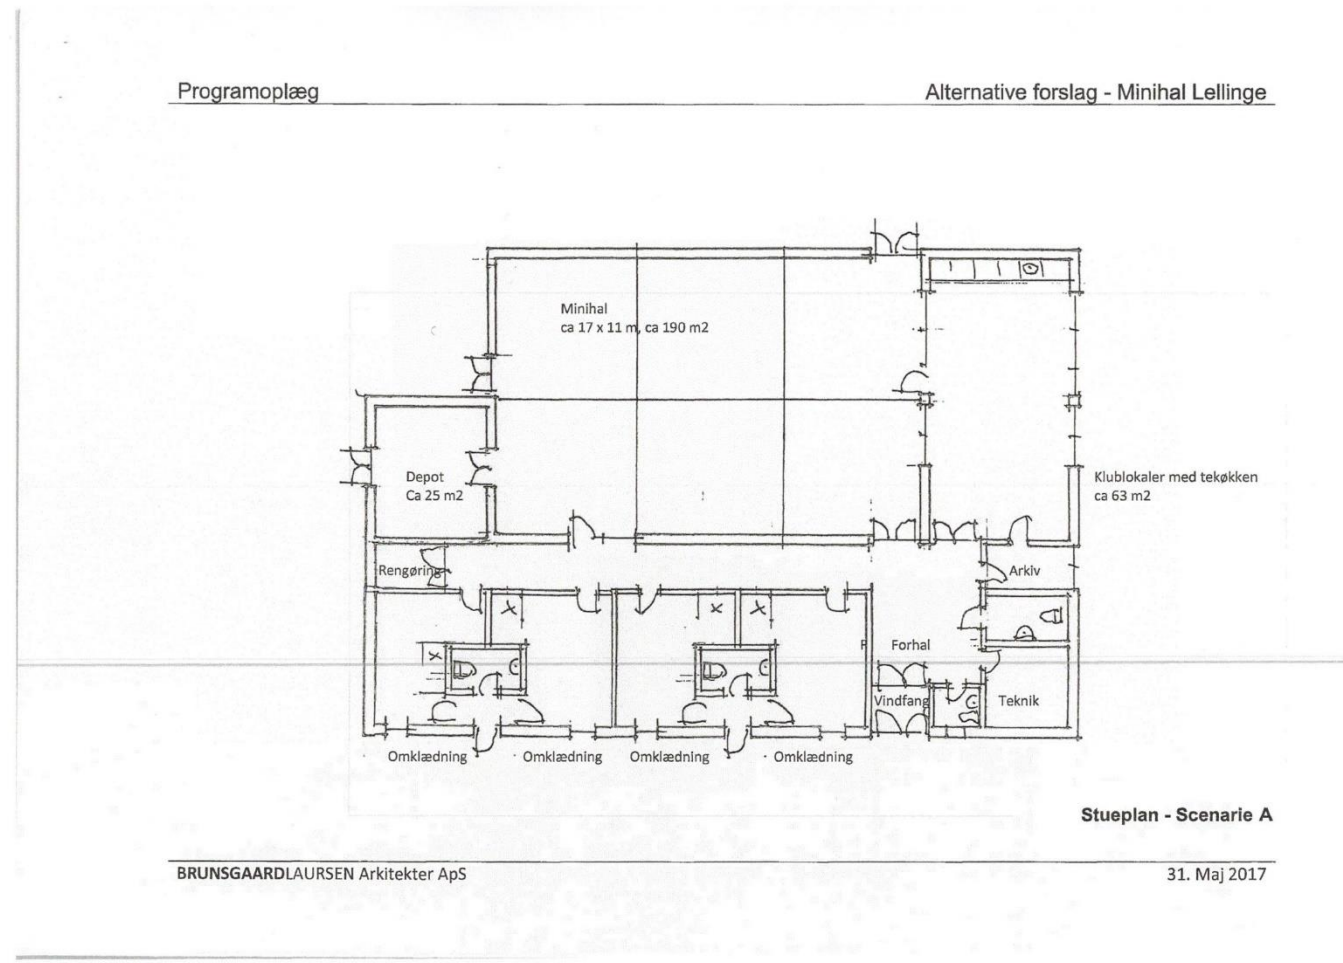 Programoplæg
Alternative forslag - Minihal Lellinge
Minihal
ca 17 x 11 m, ca 190 m2
Depot
Ca 25 m2
Klublokaler med tekøkken
ca 63 m2
Rengøring
Arkiv
Forhal
Vindfang
Teknik
Omklædning
Omklædning
Omklædning
Omklædning
Stueplan - Scenarie A
BRUNSGAARDLAURSEN Arkitekter ApS
31. Maj 2017